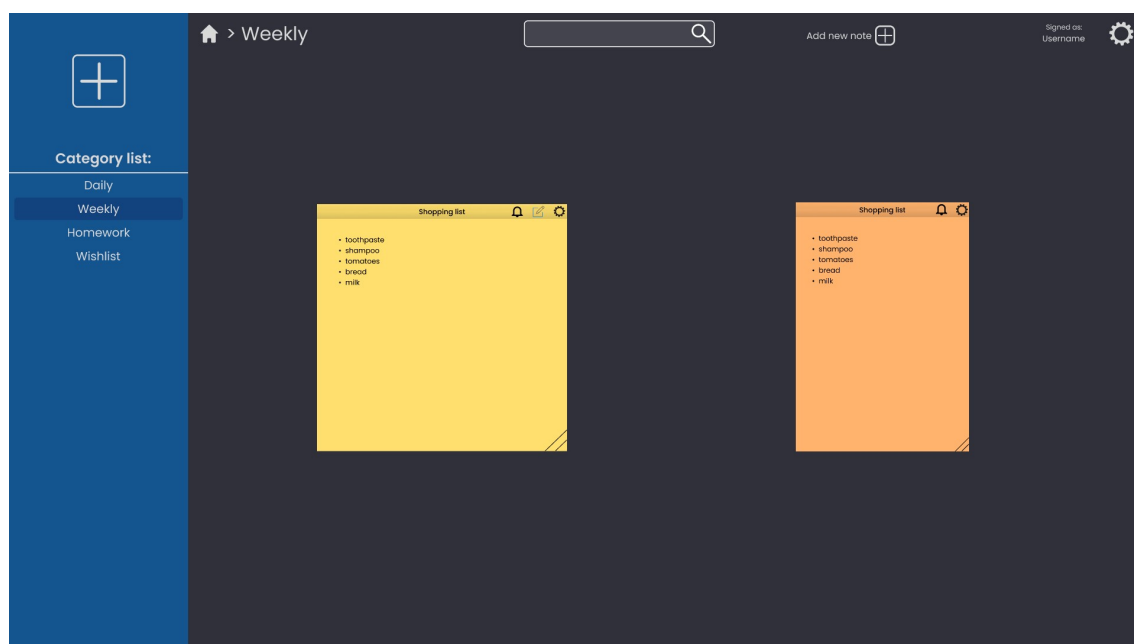 > Weekly
Add new note
Signed as:
Username
Category list:
Daily
Weekly
Homework
Wishlist
Shopping list
• toothpaste
• shampoo
• tomatoes
• bread
• milk
Shopping list
• toothpaste
• shampoo
• tomatoes
• bread
• milk